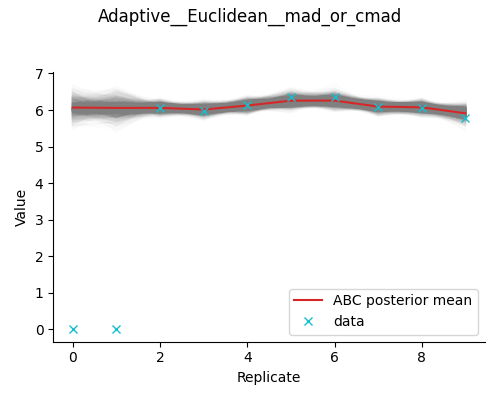 Adaptive__Euclidean__mad_or_cmad
7
6
5
4
3
2
1
0
Value
0 2 4 6 8
Replicate
ABC posterior mean
data